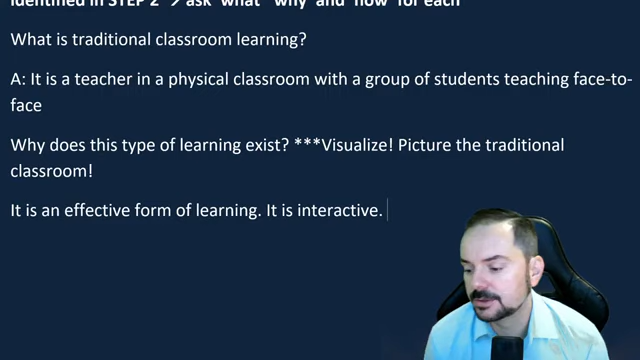 identified in STEP 2 → ask 'what' 'why' and 'how' for each
What is traditional classroom learning?
A: It is a teacher in a physical classroom with a group of students teaching face-to-
face
Why does this type of learning exist? ***Visualize! Picture the traditional
classroom!
It is an effective form of learning. It is interactive.